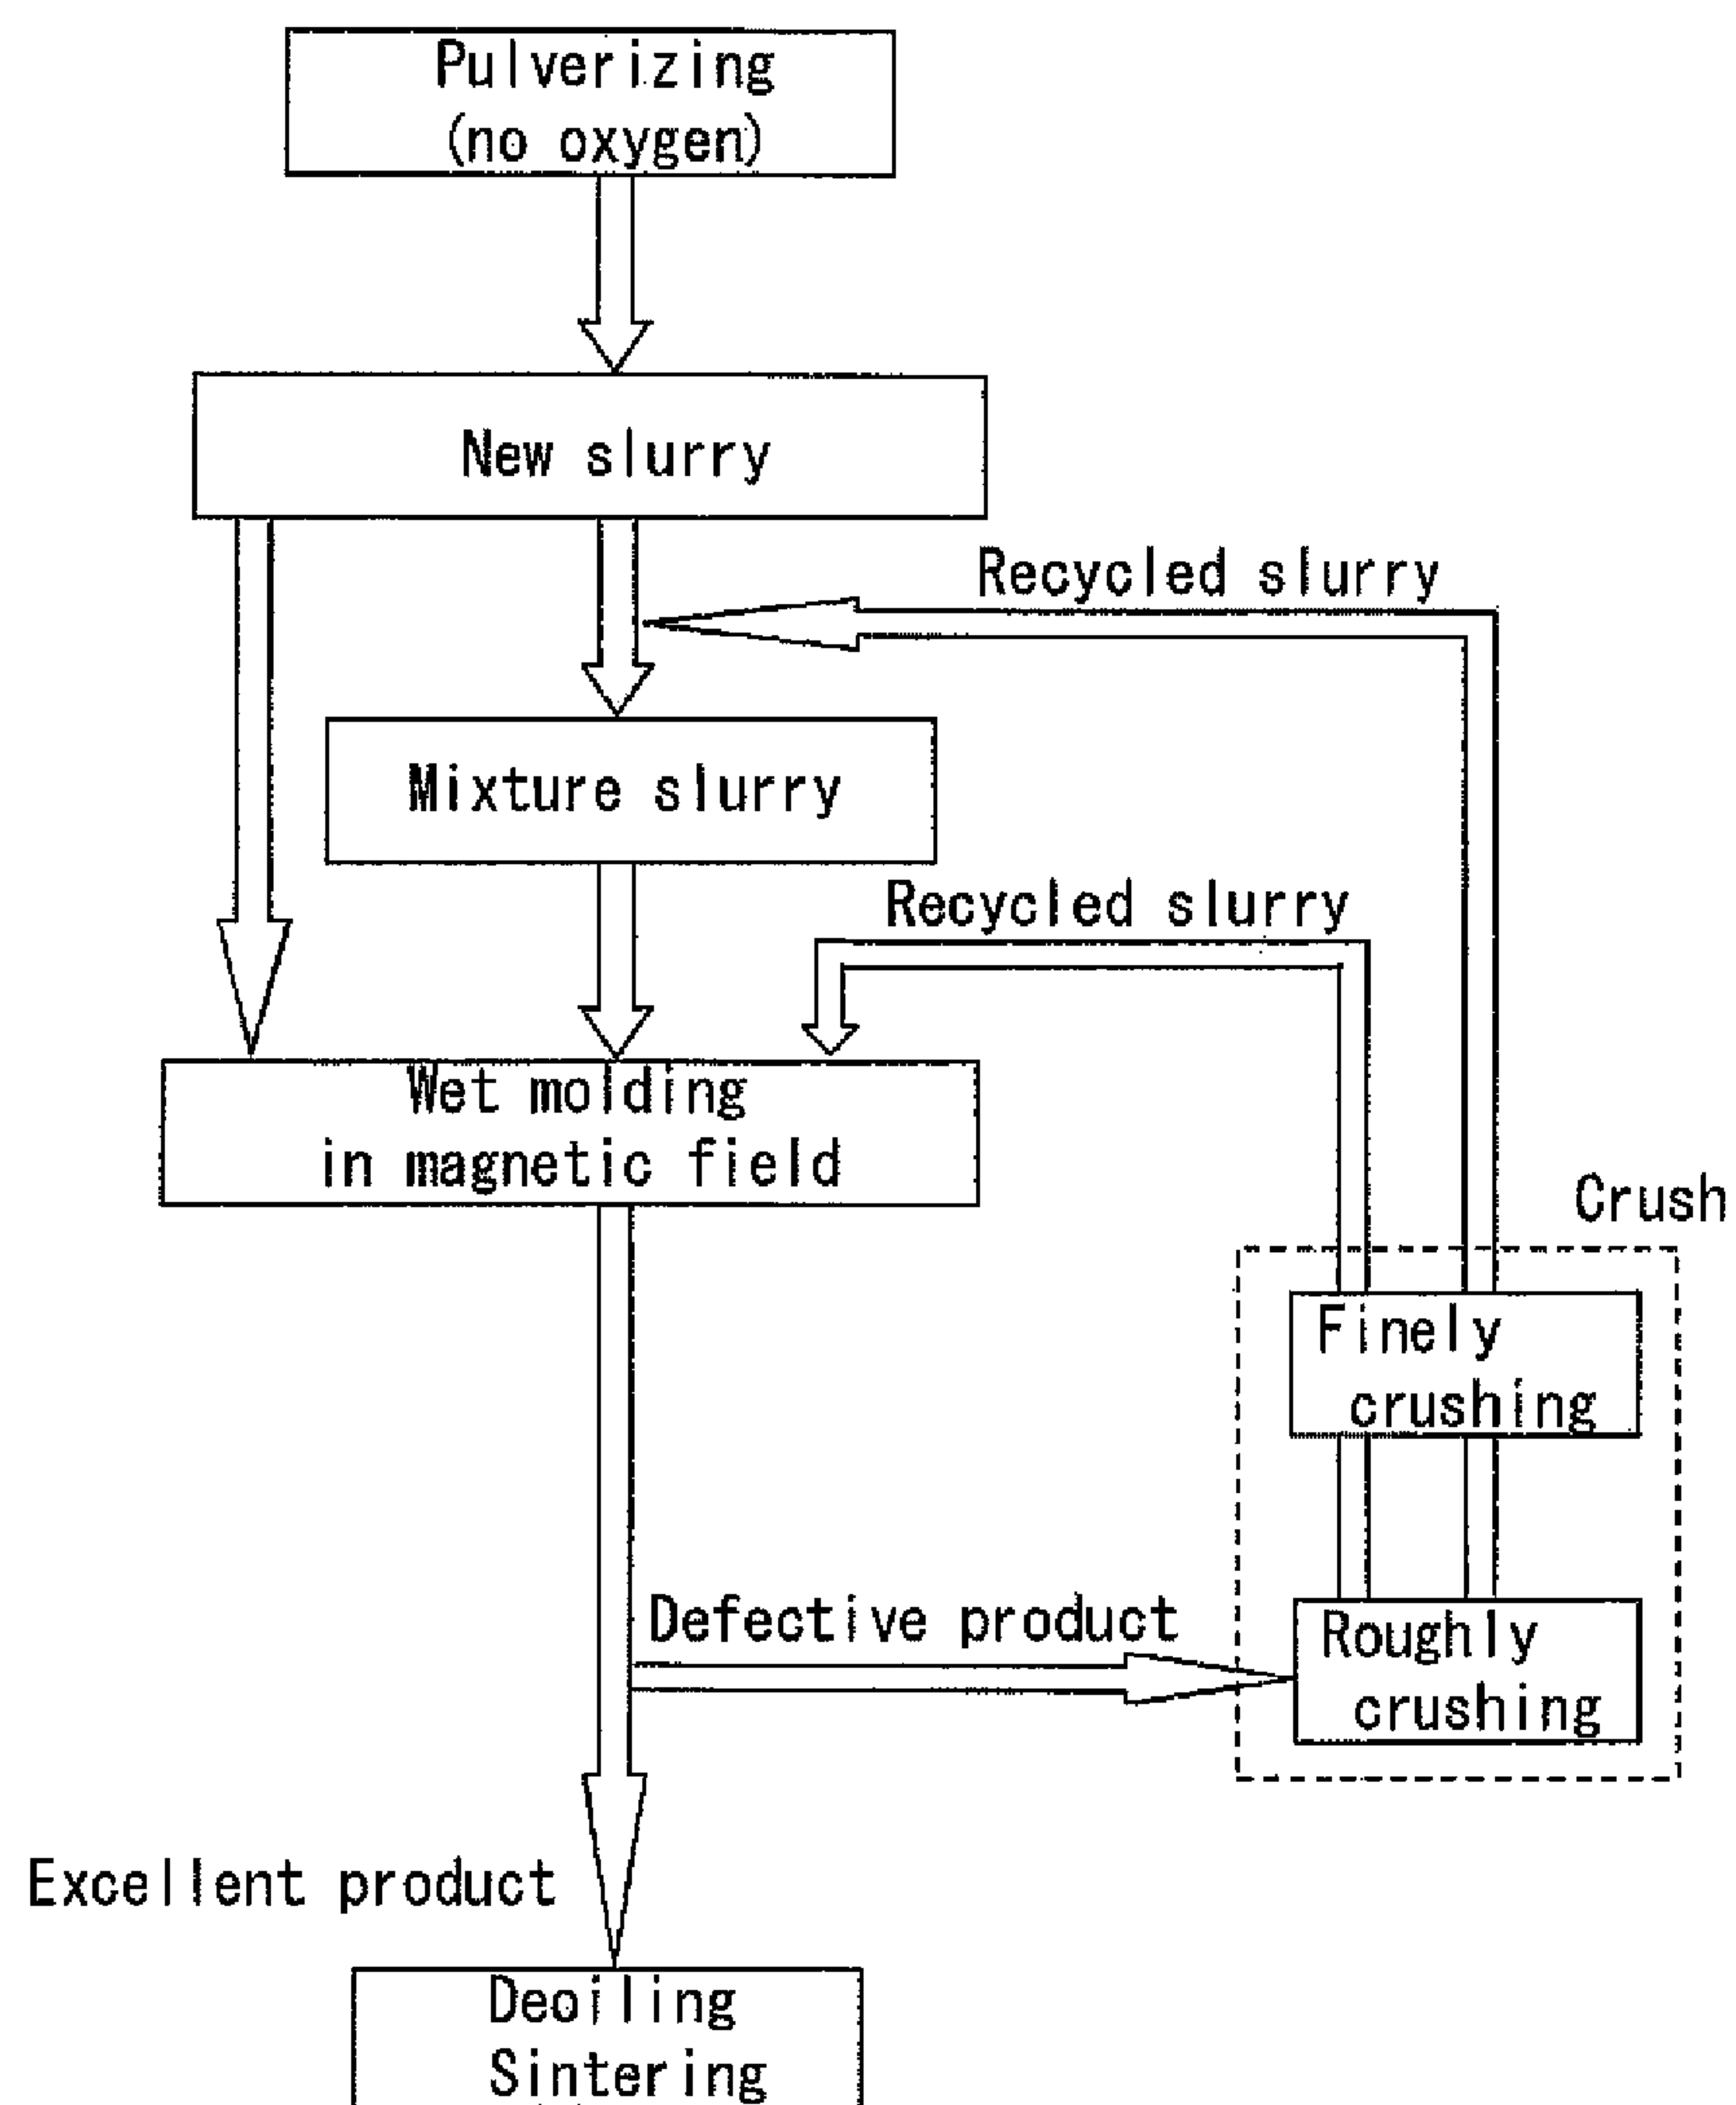 Pulverizing
(no oxygen)
New slurry
Recycled slurry
Mixture slurry
Recycled slurry
Wet molding
in magnetic field
Crush
Finely
crushing
Defective product
Roughly
crushing
Excellent product
Deoiling
Sintering